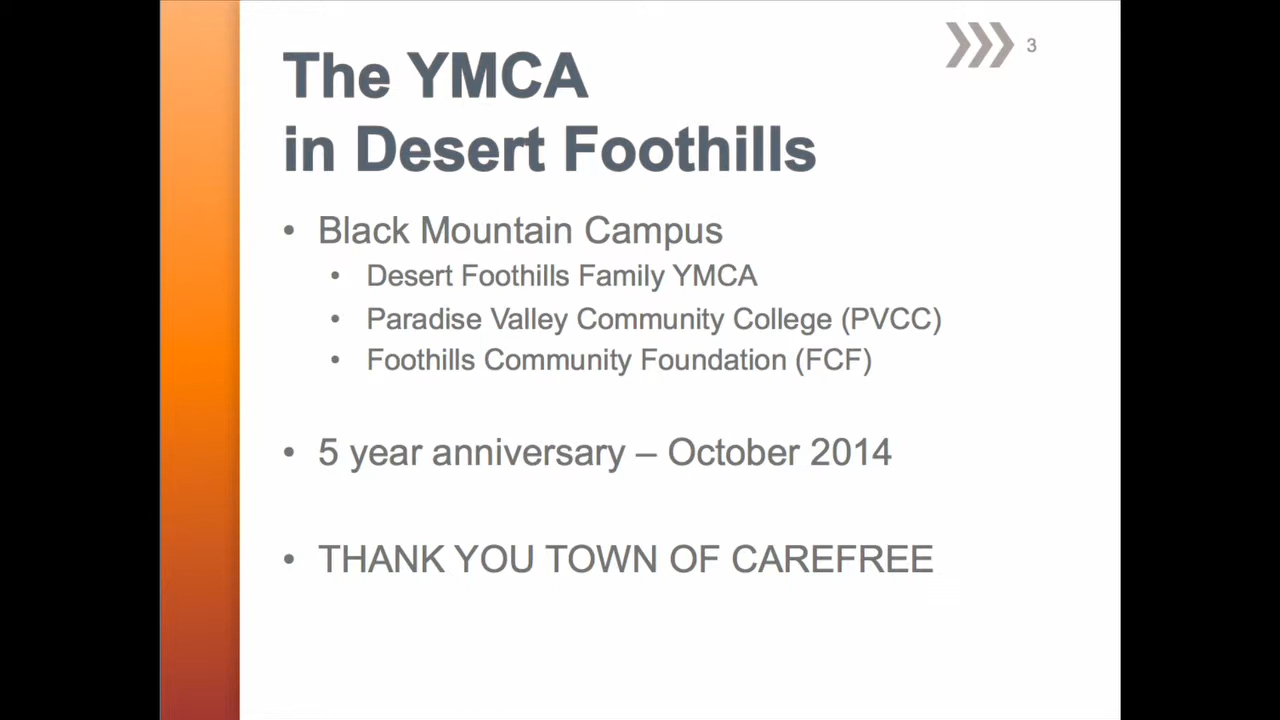 3
The YMCA
in Desert Foothills
• Black Mountain Campus
• Desert Foothills Family YMCA
• Paradise Valley Community College (PVCC)
• Foothills Community Foundation (FCF)
• 5 year anniversary – October 2014
• THANK YOU TOWN OF CAREFREE